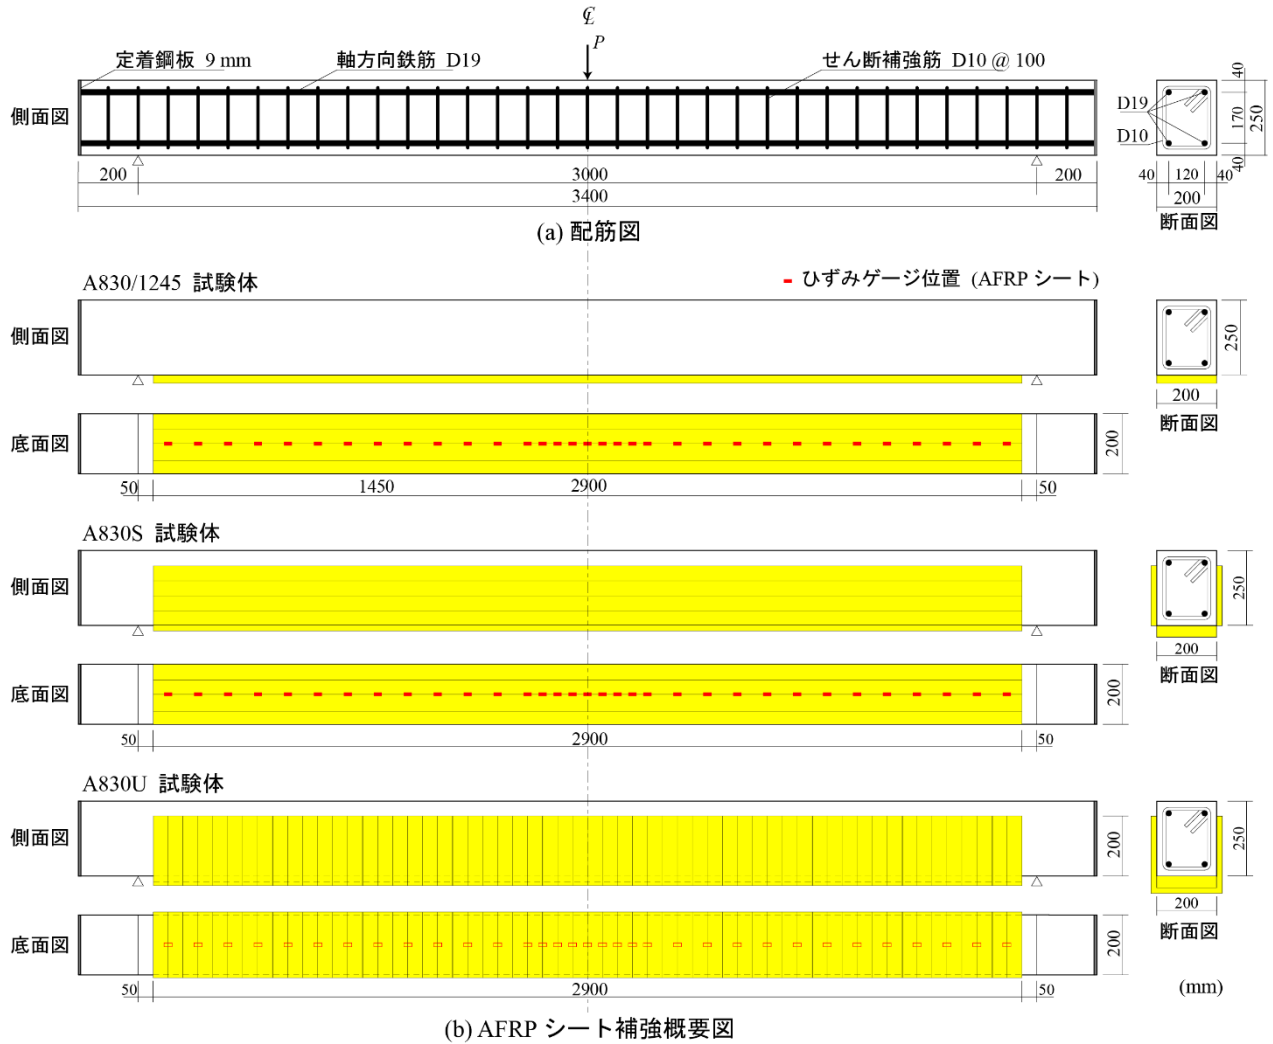 ℄
P
定着鋼板 9 mm
軸方向鉄筋 D19
せん断補強筋 D10 @ 100
側面図
D19
D10
40
170
40
250
200
3000
200
3400
40
120
40
200
断面図
(a) 配筋図
A830/1245 試験体
ひずみゲージ位置 (AFRP シート)
側面図
250
200
断面図
底面図
200
50
1450
2900
50
A830S 試験体
側面図
250
200
断面図
底面図
200
50
2900
50
A830U 試験体
側面図
200
250
200
断面図
底面図
200
50
2900
50
(mm)
(b) AFRP シート補強概要図